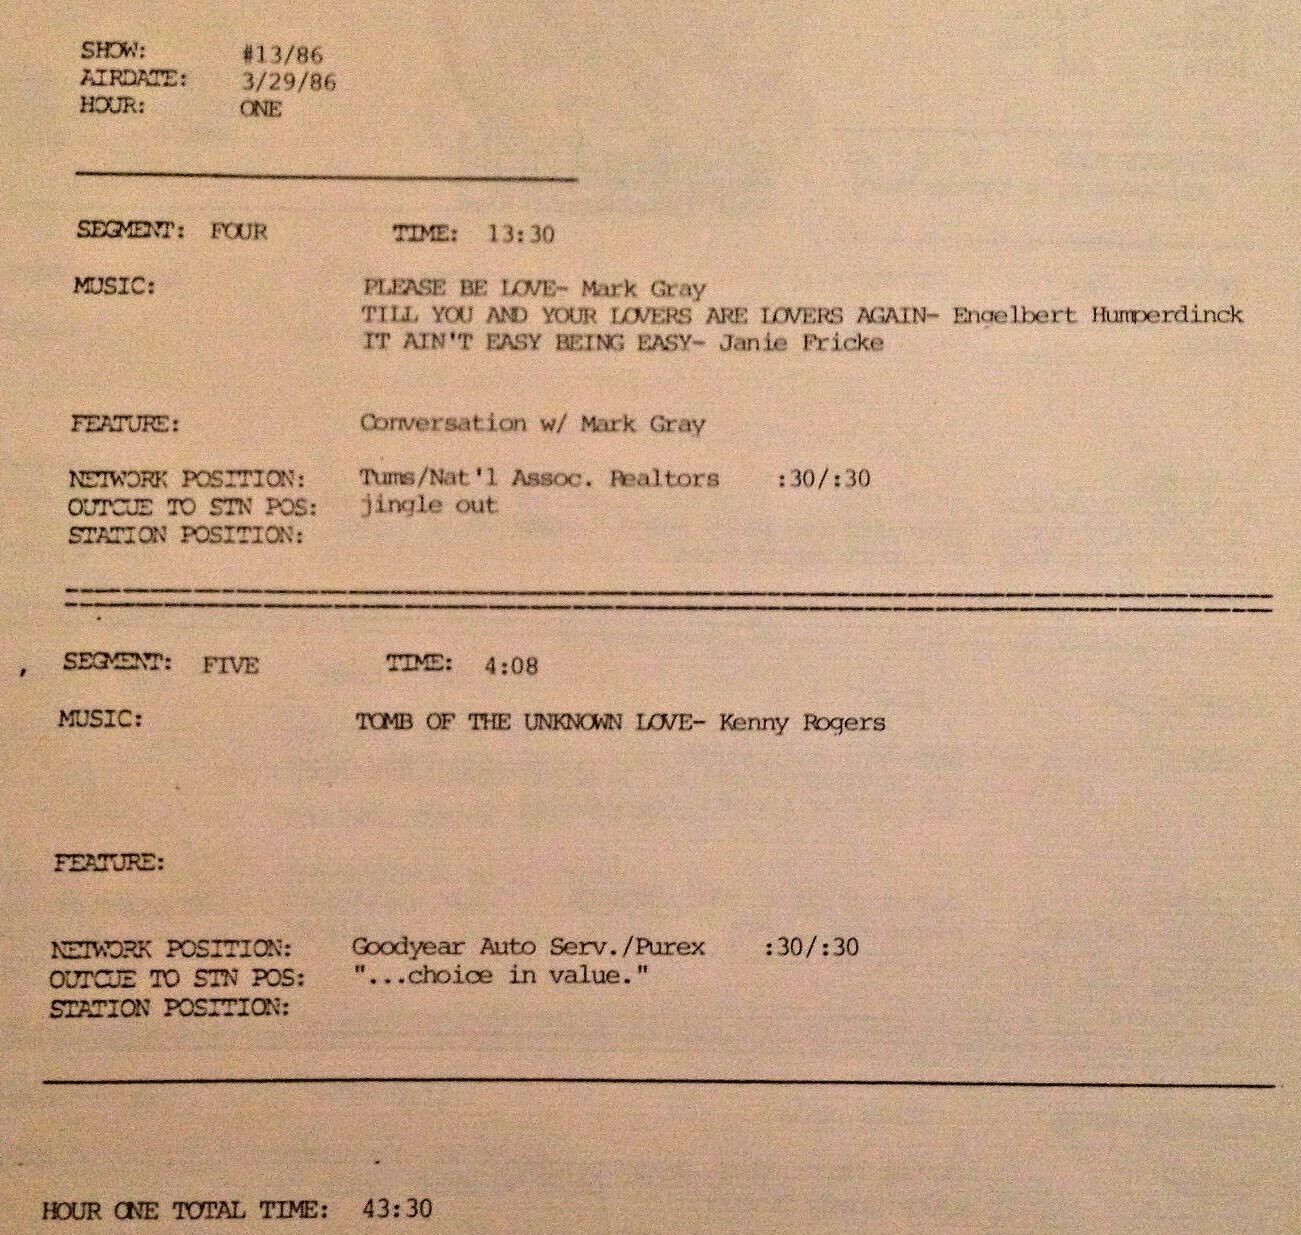 SHOW: #13/86
AIRDATE: 3/29/86
HOUR: ONE
SEGMENT: FOUR TIME: 13:30
MUSIC: PLEASE BE LOVE- Mark Gray
TILL YOU AND YOUR LOVERS ARE LOVERS AGAIN- Engelbert Humperdinck
IT AIN'T EASY BEING EASY- Janie Fricke
FEATURE: Conversation w/ Mark Gray
NETWORK POSITION: Tums/Nat'l Assoc. Realtors :30/:30
OUTCUE TO STN POS: jingle out
STATION POSITION:
SEGMENT: FIVE TIME: 4:08
MUSIC: TOMB OF THE UNKNOWN LOVE- Kenny Rogers
FEATURE:
NETWORK POSITION: Goodyear Auto Serv./Purex :30/:30
OUTCUE TO STN POS: "...choice in value."
STATION POSITION:
HOUR ONE TOTAL TIME: 43:30